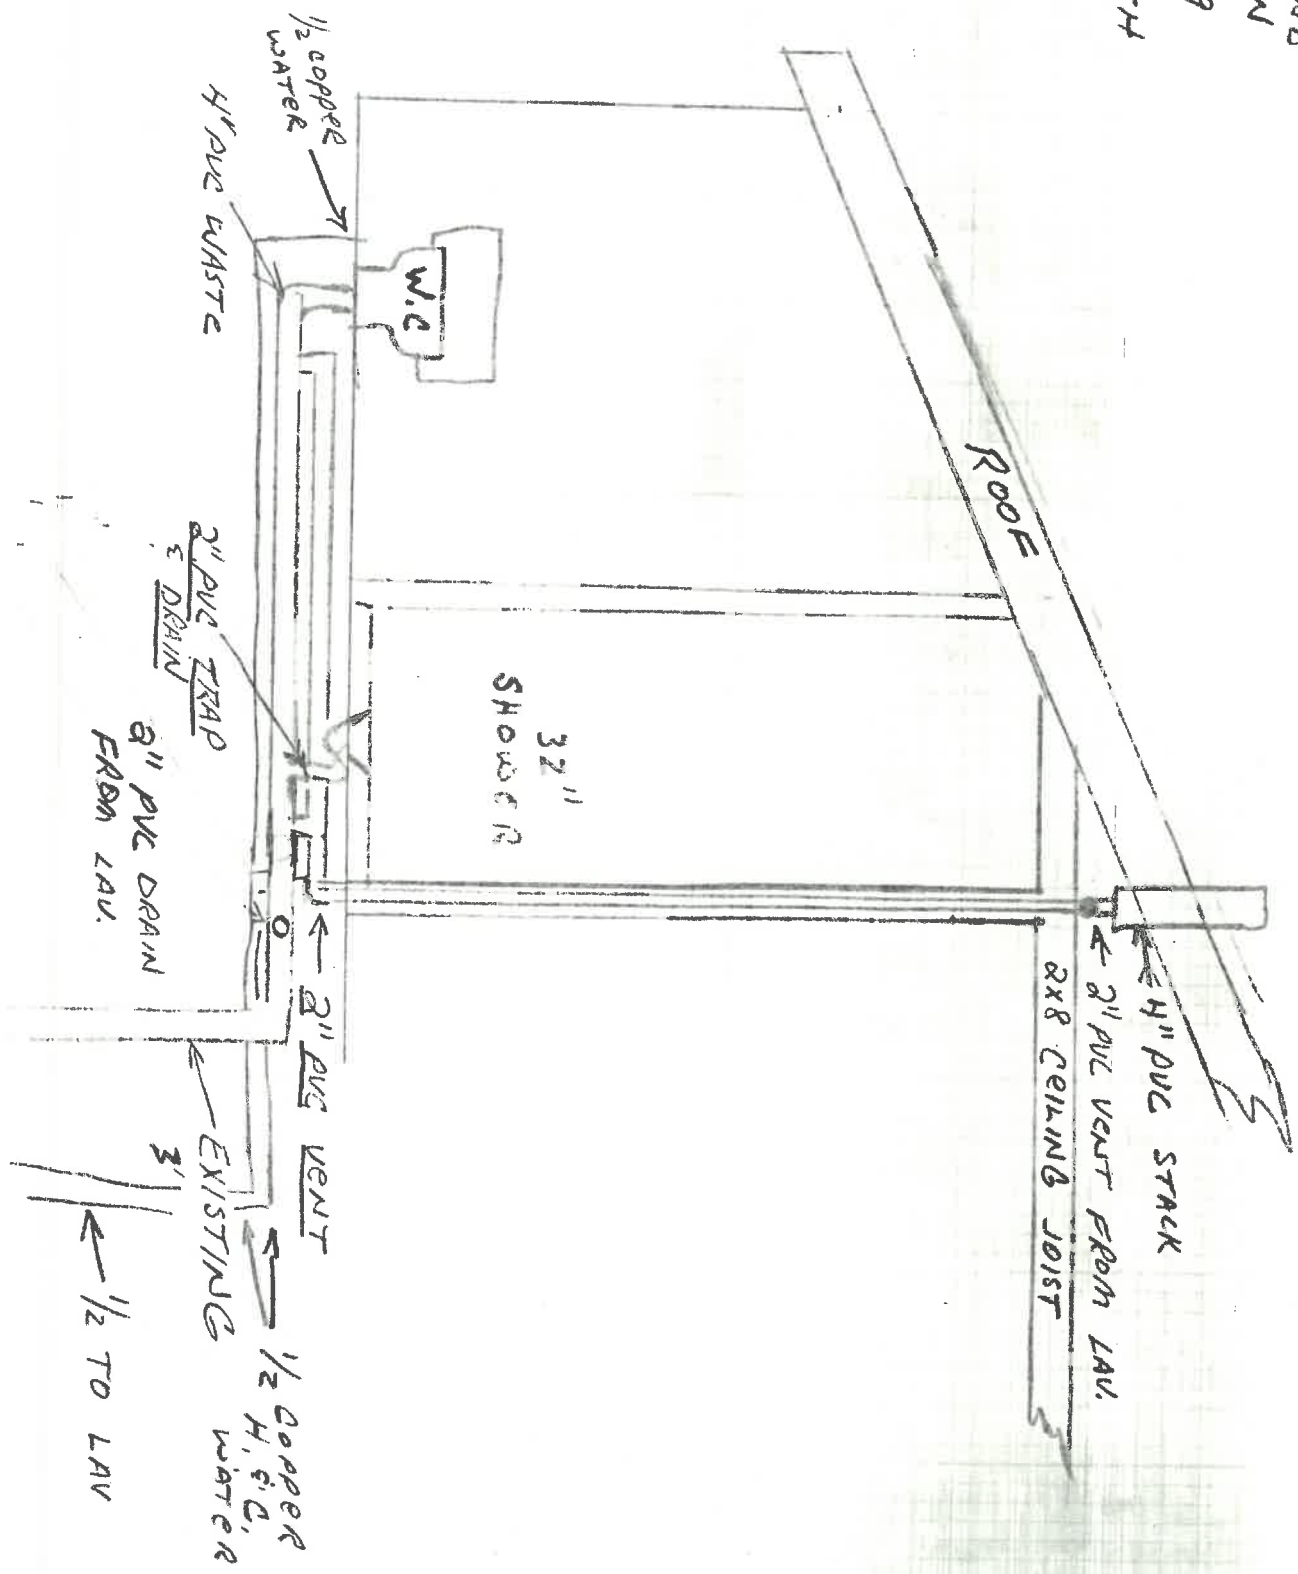 4" PVC STACK
2" PVC VENT FROM LAV.
2X8 CEILING JOIST
ROOF
32"
SHOWER
W.C
1/2 COPPER
WATER
4" PVC WASTE
2" PVC TRAP
& DRAIN
2" PVC DRAIN
FROM LAV.
2" PVC VENT
1/2 COPPER
H. & C.
WATER
EXISTING
3'
1/2 TO LAV